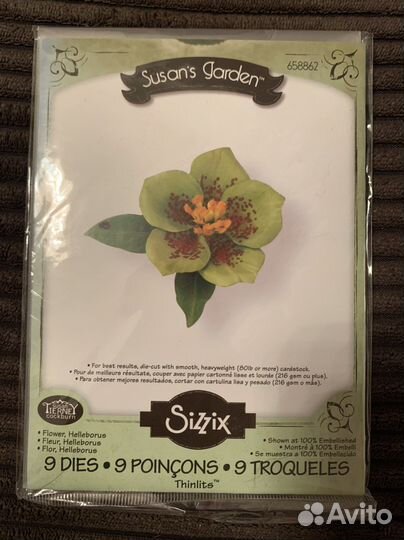 Susan's Garden™
658862
• For best results, die-cut with smooth, heavyweight (80lb or more) cardstock.
• Pour de meilleurs résultats, couper avec papier cartonné lisse et lourde (216 gsm ou plus).
• Para obtener mejores resultados, cortar con cartulina lisa y pesado (216 gsm o más).
TIERNEY
cockburn
Sizzix
• Flower, Helleborus
• Fleur, Helleborus
• Flor, Helleborus
• Shown at 100% Embellished
• Montré à 100% Embelli
• Se muestra a 100% Embellecido
9 DIES • 9 POINÇONS • 9 TROQUELES
Thinlits™
Avito